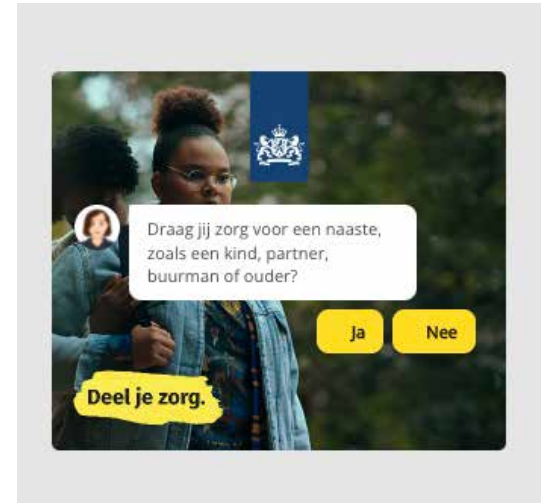 Draag jij zorg voor een naaste,
zoals een kind, partner,
buurman of ouder?
Ja
Nee
Deel je zorg.